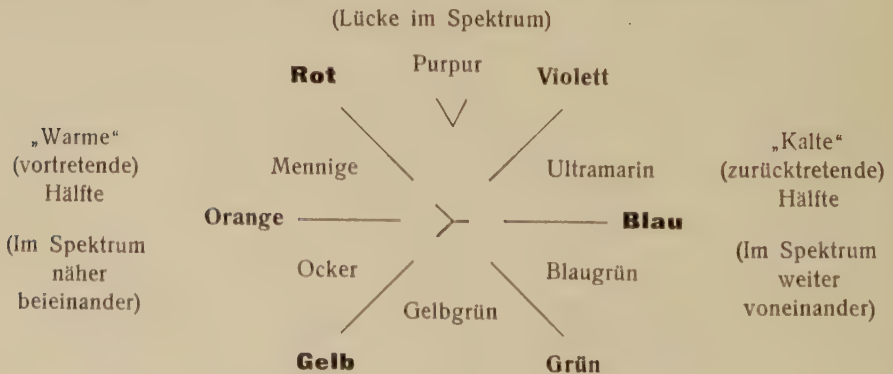 (Lücke im Spektrum)
Purpur
Rot
Violett
„Warme“
(vortretende)
Hälfte
Mennige
Ultramarin
„Kalte“
(zurücktretende)
Hälfte
Orange
Blau
(Im Spektrum
näher
beieinander)
Ocker
Blaugrün
(Im Spektrum
weiter
voneinander)
Gelbgrün
Gelb
Grün